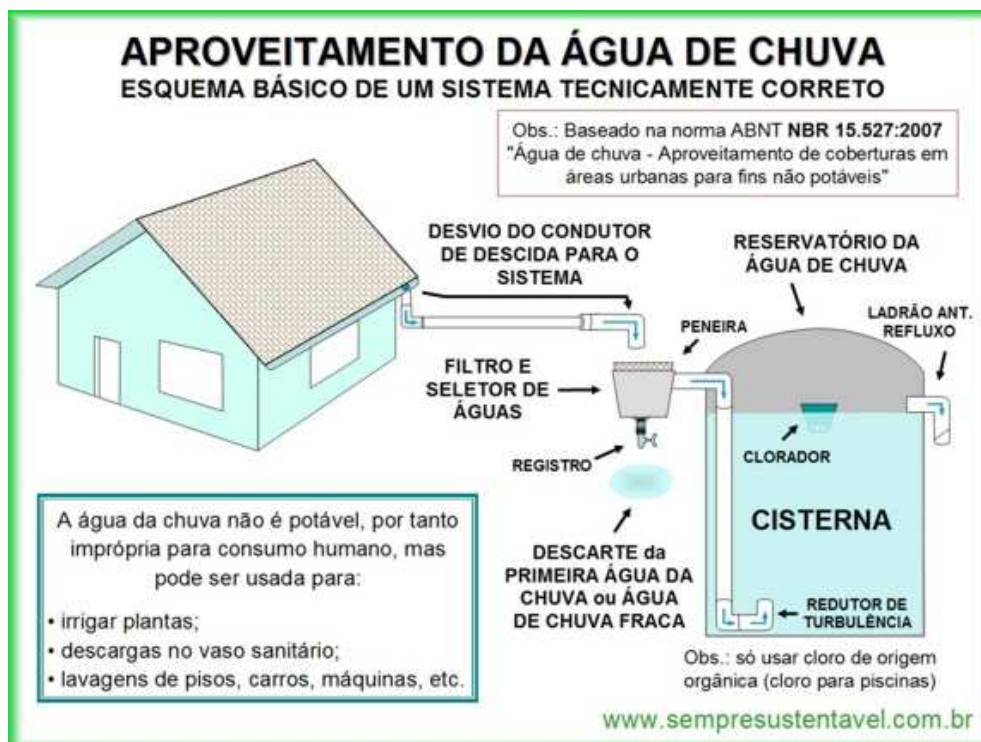 APROVEITAMENTO DA ÁGUA DE CHUVA
ESQUEMA BÁSICO DE UM SISTEMA TECNICAMENTE CORRETO
Obs.: Baseado na norma ABNT NBR 15.527:2007
"Água de chuva - Aproveitamento de coberturas em
áreas urbanas para fins não potáveis"
DESVIO DO CONDUTOR
DE DESCIDA PARA O
SISTEMA
RESERVATÓRIO DA
ÁGUA DE CHUVA
PENEIRA
LADRÃO ANT.
REFLUXO
FILTRO E
SELETOR DE
ÁGUAS
REGISTRO
CLORADOR
CISTERNA
DESCARTE da
PRIMEIRA ÁGUA DA
CHUVA ou ÁGUA
DE CHUVA FRACA
REDUTOR DE
TURBULÊNCIA
A água da chuva não é potável, por tanto
imprópria para consumo humano, mas
pode ser usada para:
• irrigar plantas;
• descargas no vaso sanitário;
• lavagens de pisos, carros, máquinas, etc.
Obs.: só usar cloro de origem
orgânica (cloro para piscinas)
www.sempresustentavel.com.br